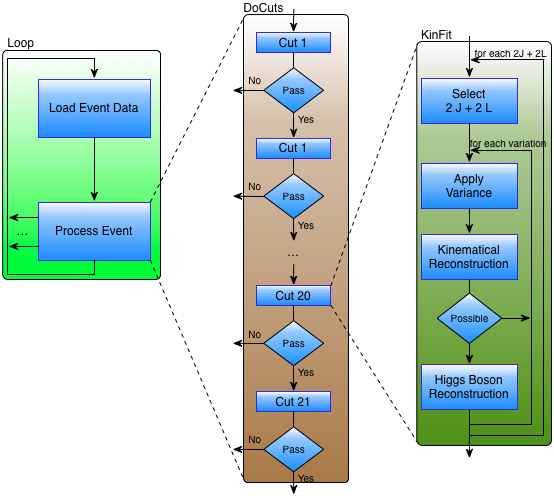 Loop
Load Event Data
Process Event
...
DoCuts
Cut 1
Pass
No
Yes
Cut 1
Pass
No
Yes
...
Cut 20
Pass
No
Yes
Cut 21
Pass
No
Yes
KinFit
for each 2J + 2L
Select
2 J + 2 L
for each variation
Apply
Variance
Kinematical
Reconstruction
Possible
Higgs Boson
Reconstruction